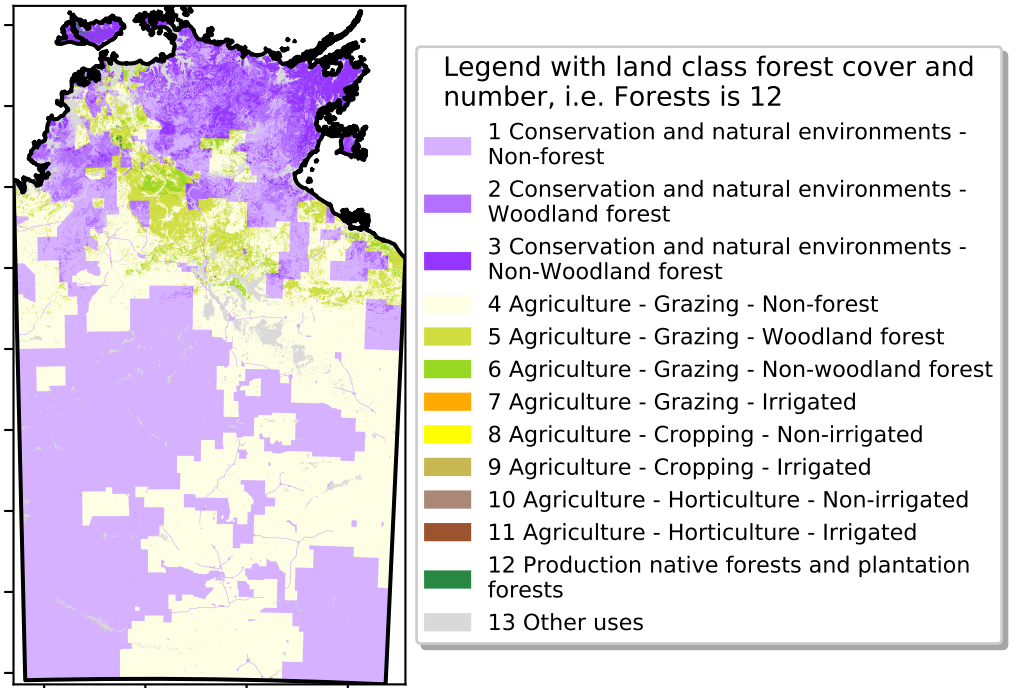 Legend with land class forest cover and
number, i.e. Forests is 12
1 Conservation and natural environments -
Non-forest
2 Conservation and natural environments -
Woodland forest
3 Conservation and natural environments -
Non-Woodland forest
4 Agriculture - Grazing - Non-forest
5 Agriculture - Grazing - Woodland forest
6 Agriculture - Grazing - Non-woodland forest
7 Agriculture - Grazing - Irrigated
8 Agriculture - Cropping - Non-irrigated
9 Agriculture - Cropping - Irrigated
10 Agriculture - Horticulture - Non-irrigated
11 Agriculture - Horticulture - Irrigated
12 Production native forests and plantation
forests
13 Other uses